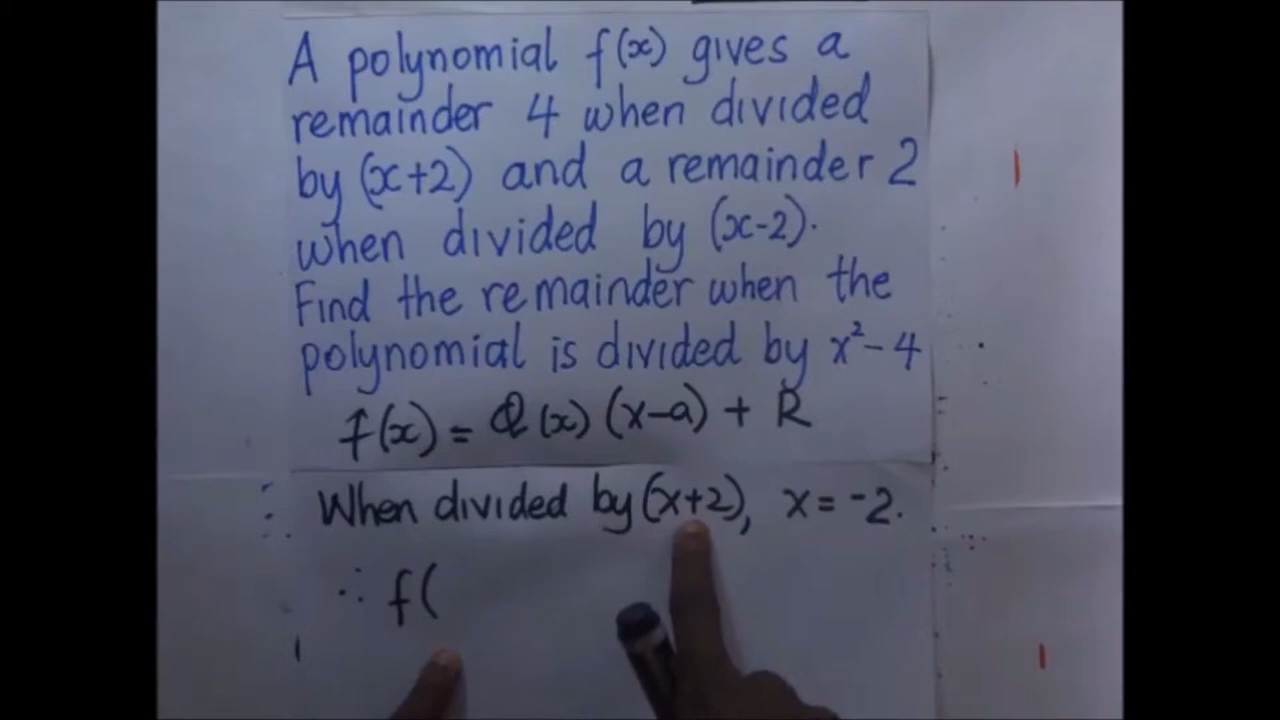 A polynomial f(x) gives a
remainder 4 when divided
by (x+2) and a remainder 2
when divided by (x-2).
Find the remainder when the
polynomial is divided by x²-4
f(x) = Q(x)(x-a) + R
When divided by (x+2), x = -2.
∴ f(